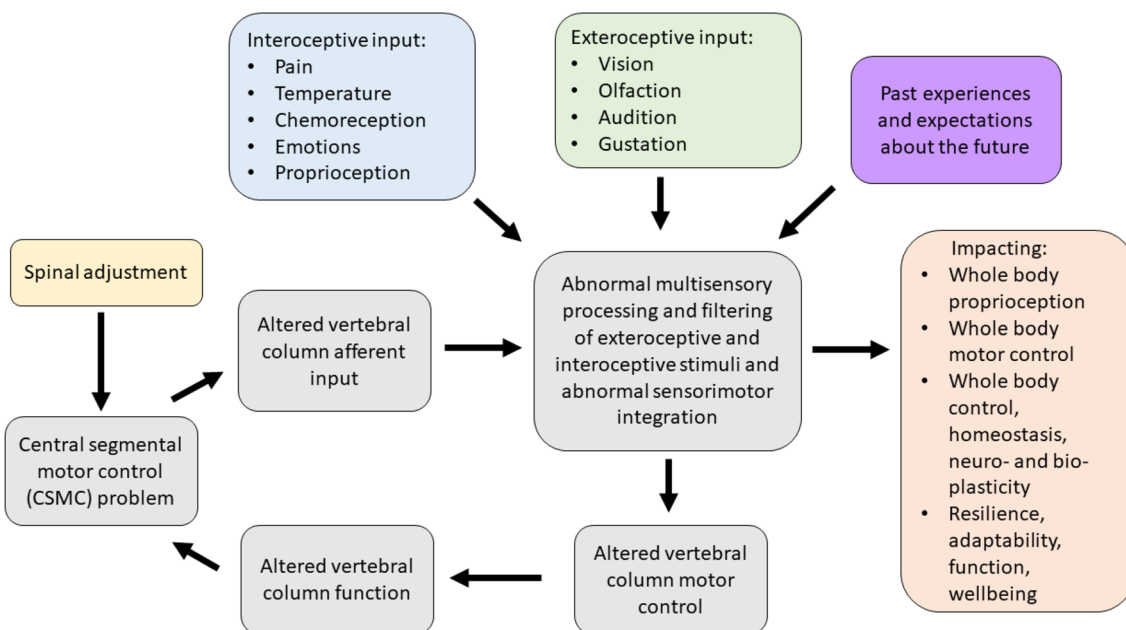 Interoceptive input:
• Pain
• Temperature
• Chemoreception
• Emotions
• Proprioception
Exteroceptive input:
• Vision
• Olfaction
• Audition
• Gustation
Past experiences
and expectations
about the future
Spinal adjustment
Altered vertebral
column afferent
input
Abnormal multisensory
processing and filtering
of exteroceptive and
interoceptive stimuli and
abnormal sensorimotor
integration
Impacting:
• Whole body
proprioception
• Whole body
motor control
• Whole body
control,
homeostasis,
neuro- and bio-
plasticity
• Resilience,
adaptability,
function,
wellbeing
Central segmental
motor control
(CSMC) problem
Altered vertebral
column function
Altered vertebral
column motor
control